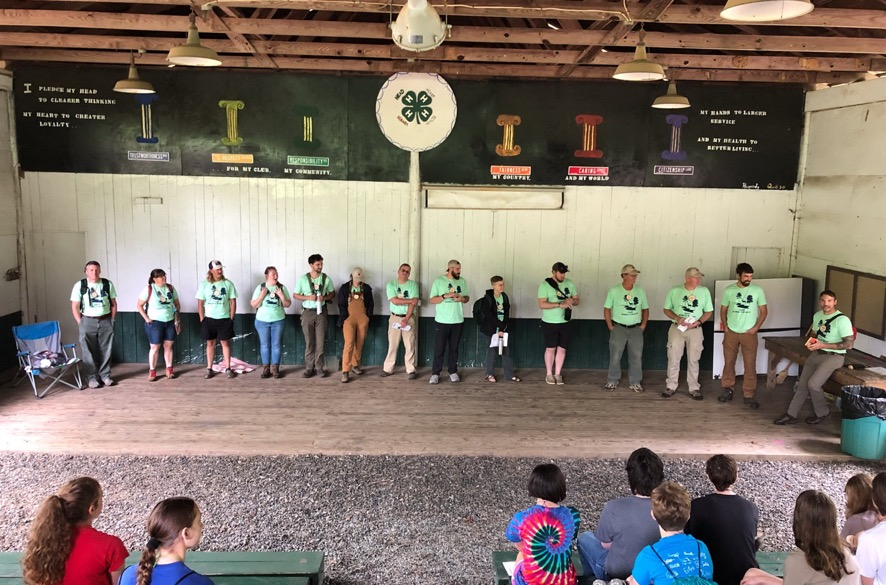 I PLEDGE MY HEAD
TO CLEARER THINKING
MY HEART TO GREATER
LOYALTY...
TRUSTWORTHINESS
RESPECT
RESPONSIBILITY
FOR MY CLUB, MY COMMUNITY,
HEAD
H H
H H
FAIRNESS
MY COUNTRY,
CARING
AND MY WORLD
CITIZENSHIP
MY HANDS TO LARGER
SERVICE
AND MY HEALTH TO
BETTER LIVING...